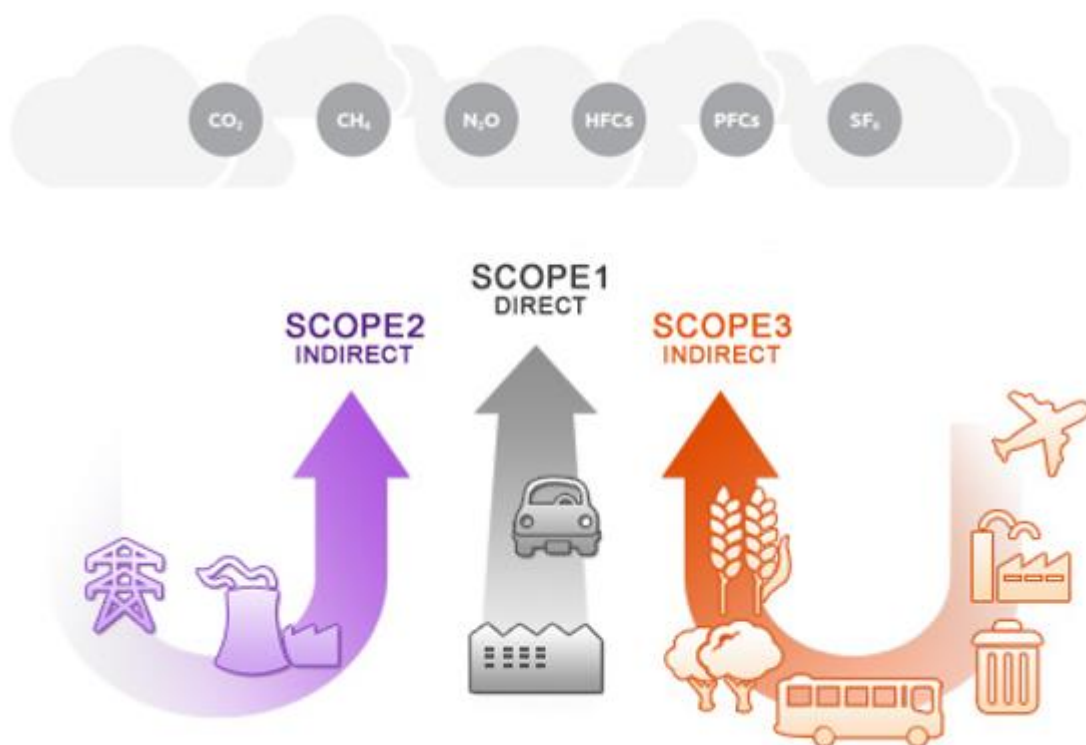 CO₂ CH₄ N₂O HFCs PFCs SF₆
SCOPE1
DIRECT
SCOPE2
INDIRECT
SCOPE3
INDIRECT